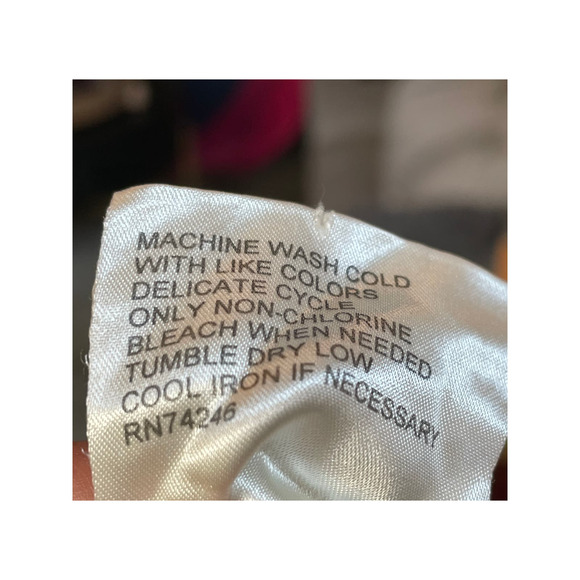 MACHINE WASH COLD
WITH LIKE COLORS
DELICATE CYCLE
ONLY NON-CHLORINE
BLEACH WHEN NEEDED
TUMBLE DRY LOW
COOL IRON IF NECESSARY
RN74246